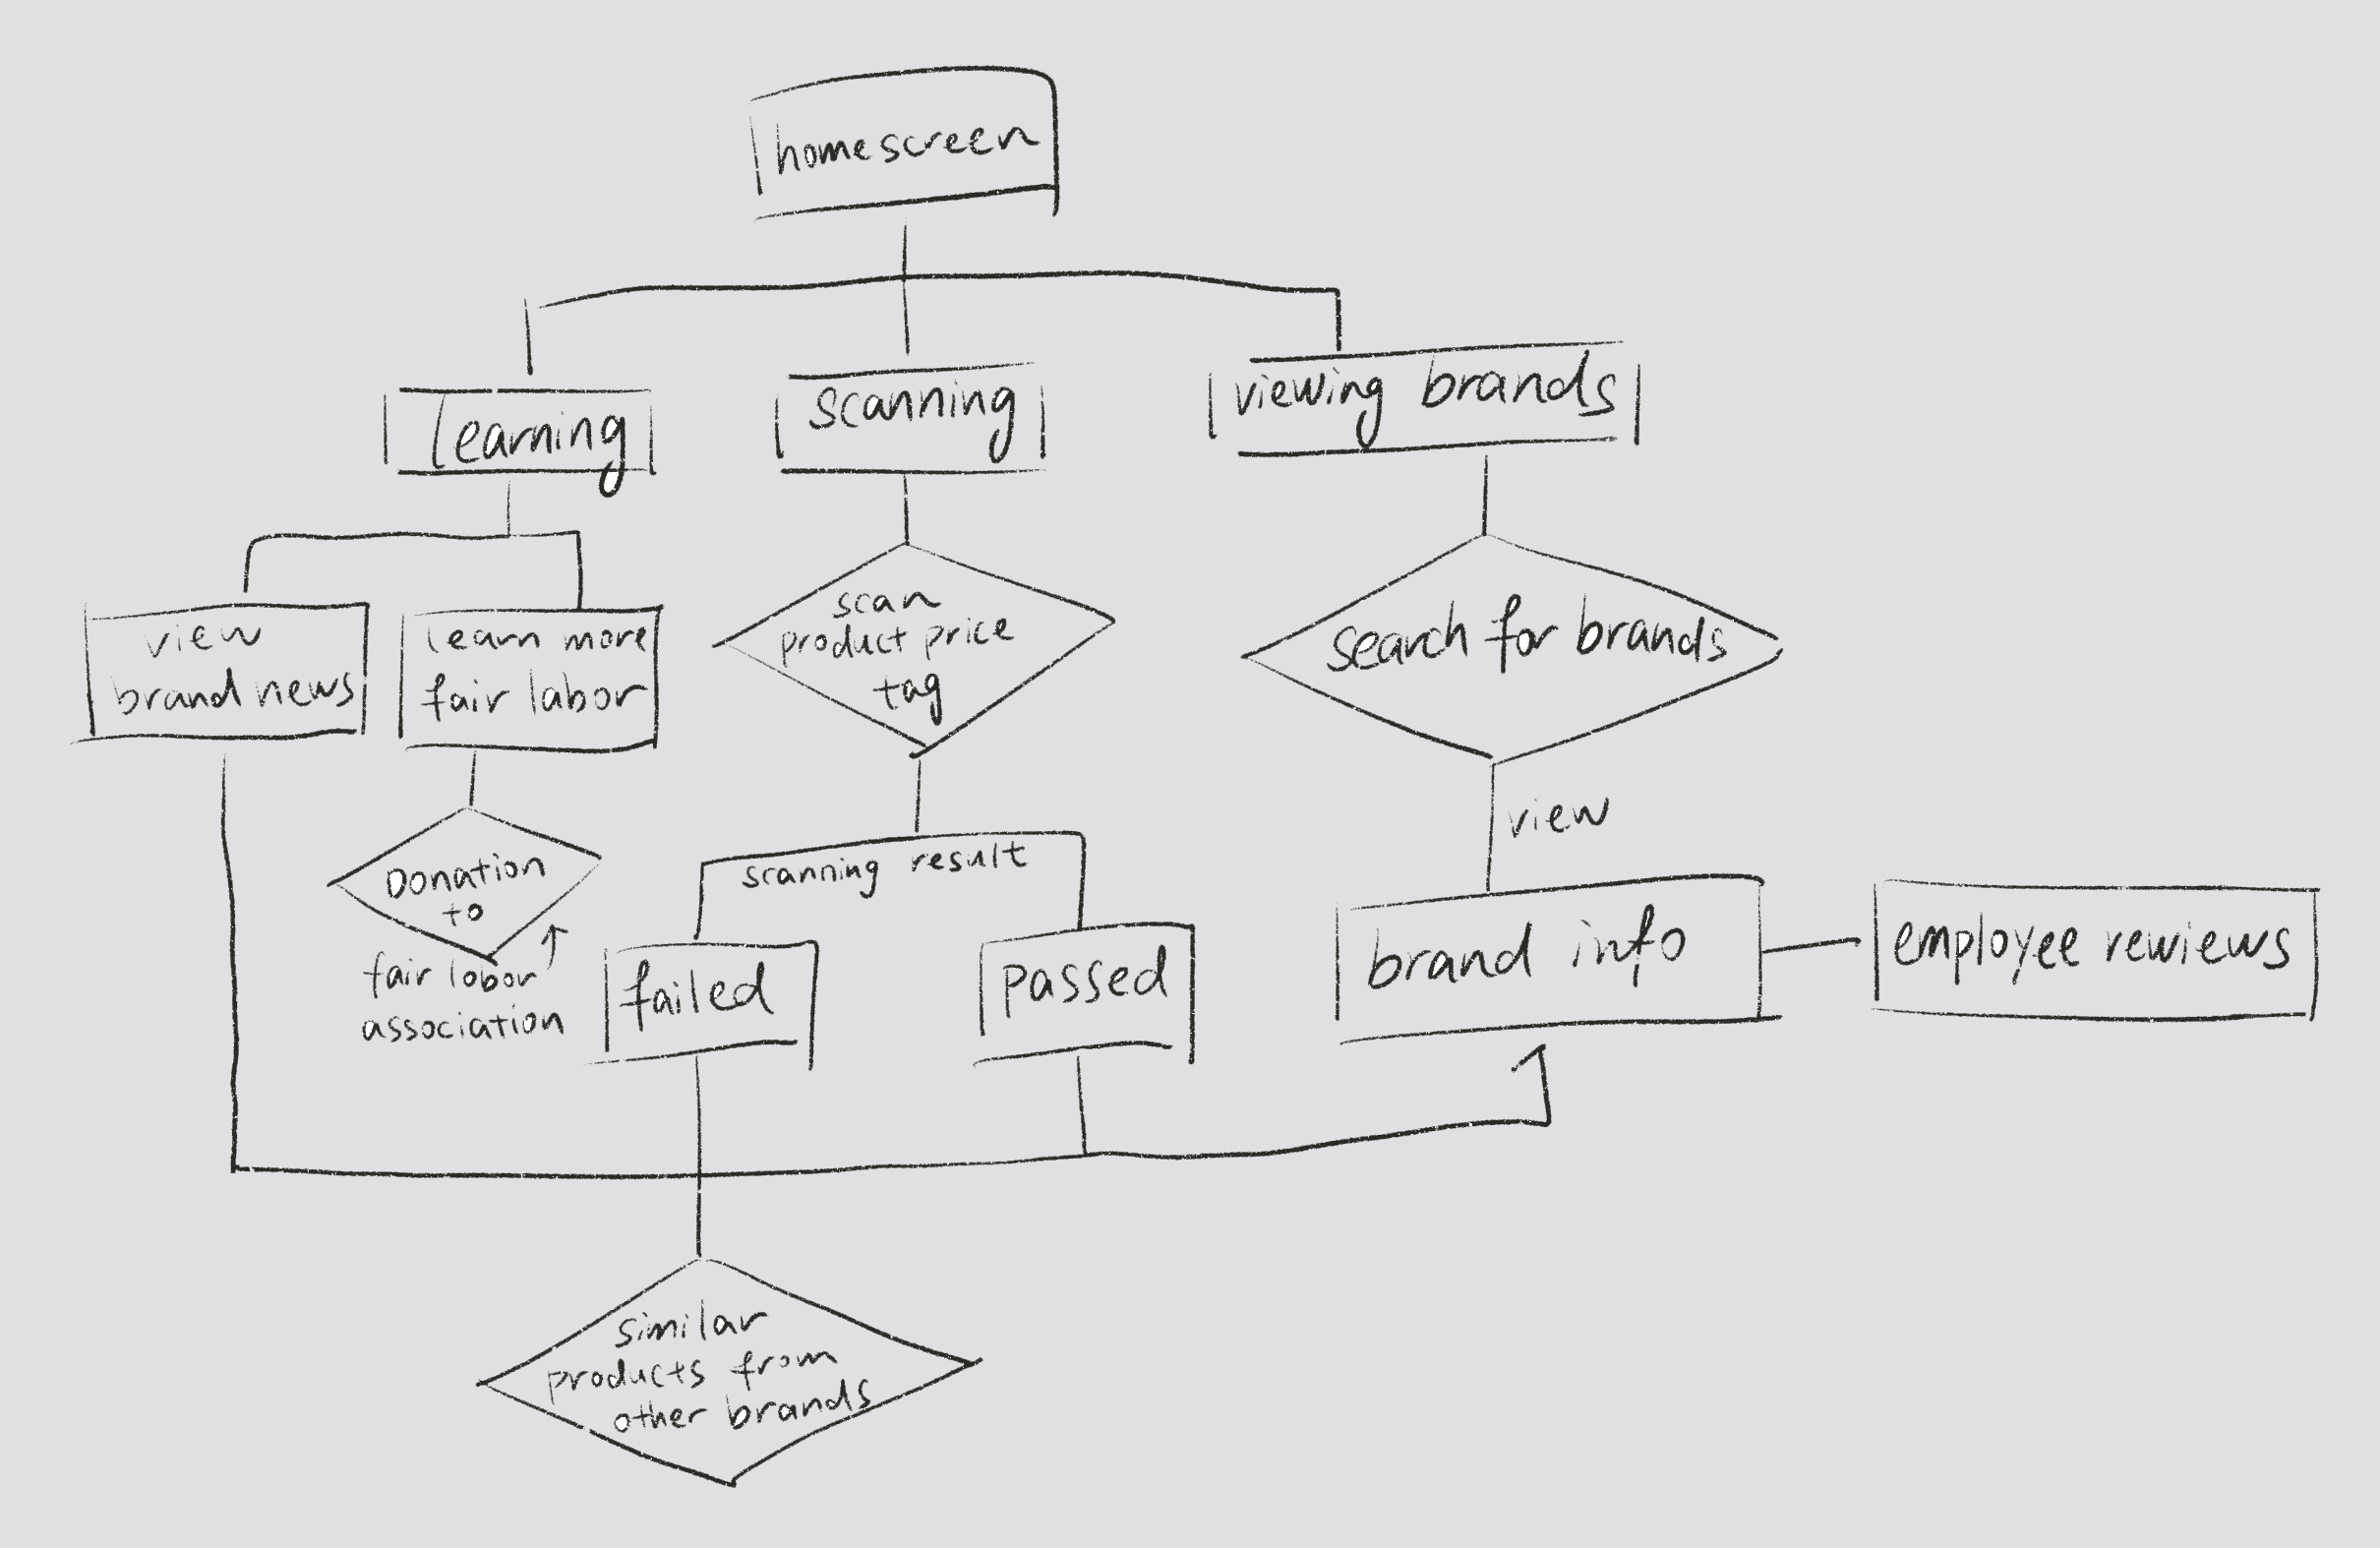 homescreen
learning
scanning
viewing brands
view
brand news
learn more
fair labor
scan
product price
tag
search for brands
view
Donation
to
fair labor
association
scanning result
failed
passed
brand info
employee rewiews
similar
products from
other brands